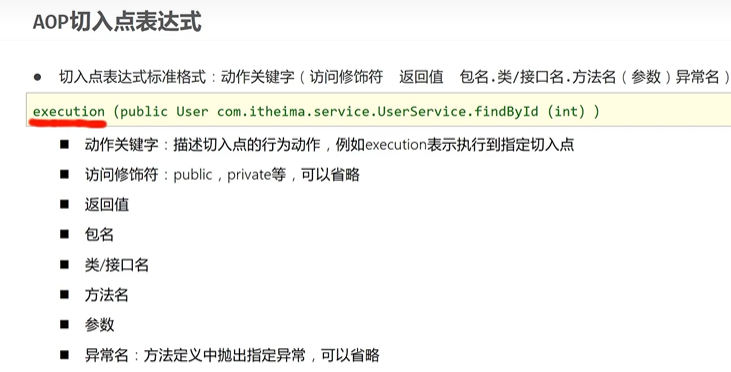 AOP切入点表达式
● 切入点表达式标准格式：动作关键字（访问修饰符 返回值 包名.类/接口名.方法名（参数）异常名）
execution (public User com.itheima.service.UserService.findById (int) )
■ 动作关键字：描述切入点的行为动作，例如execution表示执行到指定切入点
■ 访问修饰符：public，private等，可以省略
■ 返回值
■ 包名
■ 类/接口名
■ 方法名
■ 参数
■ 异常名：方法定义中抛出指定异常，可以省略